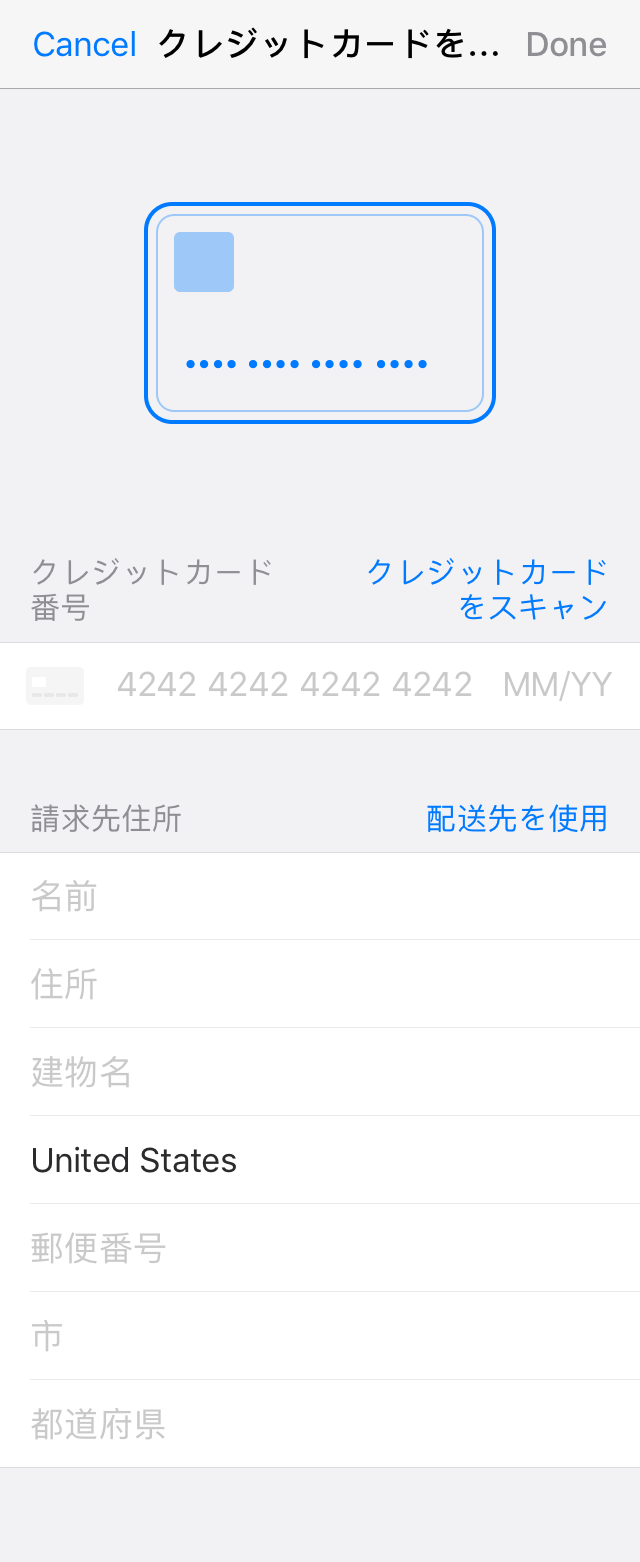 Cancel クレジットカードを... Done
クレジットカード
番号
クレジットカード
をスキャン
4242 4242 4242 4242 MM/YY
請求先住所 配送先を使用
名前
住所
建物名
United States
郵便番号
市
都道府県